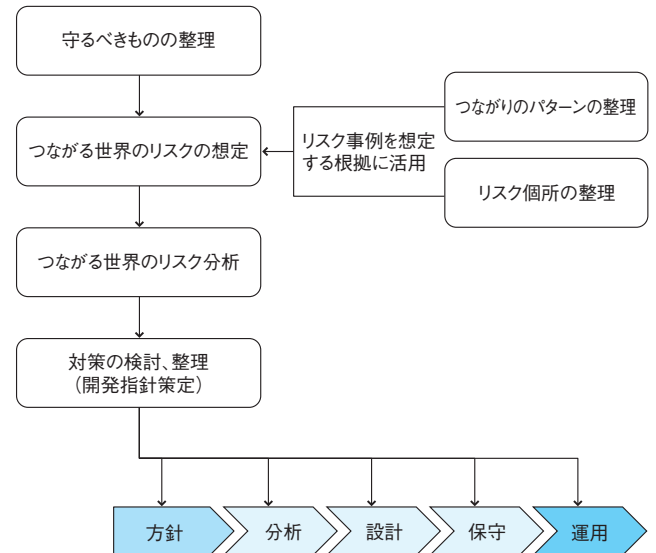 守るべきものの整理
つながる世界のリスクの想定
リスク事例を想定
する根拠に活用
つながりのパターンの整理
リスク個所の整理
つながる世界のリスク分析
対策の検討、整理
（開発指針策定）
方針
分析
設計
保守
運用